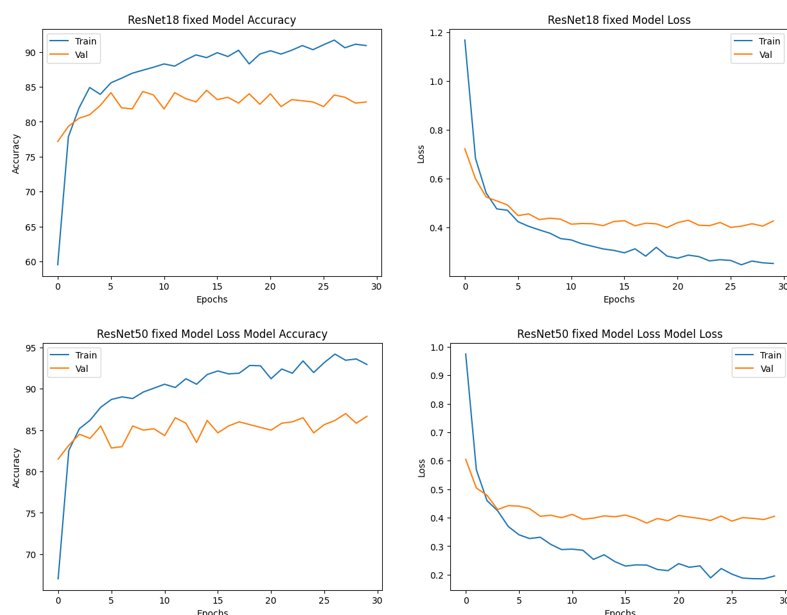 ResNet18 fixed Model Accuracy
Train
Val
90
85
80
75
70
65
60
Accuracy
0 5 10 15 20 25 30
Epochs
ResNet18 fixed Model Loss
Train
Val
1.2
1.0
0.8
0.6
0.4
Loss
0 5 10 15 20 25 30
Epochs
ResNet50 fixed Model Loss Model Accuracy
Train
Val
95
90
85
80
75
70
Accuracy
0 5 10 15 20 25 30
Epochs
ResNet50 fixed Model Loss Model Loss
Train
Val
1.0
0.9
0.8
0.7
0.6
0.5
0.4
0.3
0.2
Loss
0 5 10 15 20 25 30
Epochs